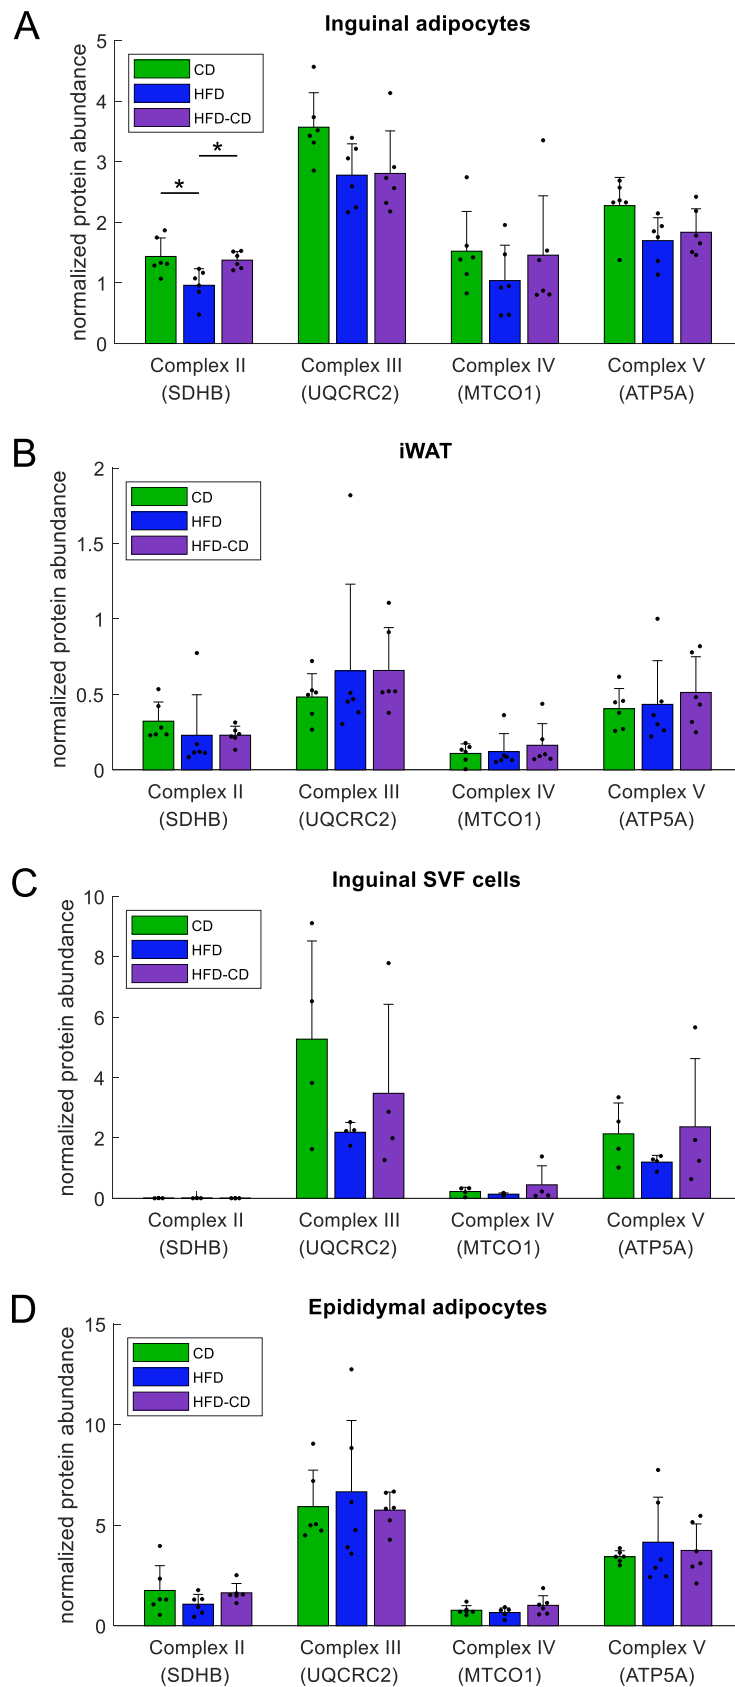 A
Inguinal adipocytes
normalized protein abundance
5
4
3
2
1
0
CD
HFD
HFD-CD
*
*
Complex II Complex III Complex IV Complex V
(SDHB) (UQCRC2) (MTCO1) (ATP5A)
B
iWAT
normalized protein abundance
2
1.5
1
0.5
0
CD
HFD
HFD-CD
Complex II Complex III Complex IV Complex V
(SDHB) (UQCRC2) (MTCO1) (ATP5A)
C
Inguinal SVF cells
normalized protein abundance
10
8
6
4
2
0
CD
HFD
HFD-CD
Complex II Complex III Complex IV Complex V
(SDHB) (UQCRC2) (MTCO1) (ATP5A)
D
Epididymal adipocytes
normalized protein abundance
15
10
5
0
CD
HFD
HFD-CD
Complex II Complex III Complex IV Complex V
(SDHB) (UQCRC2) (MTCO1) (ATP5A)